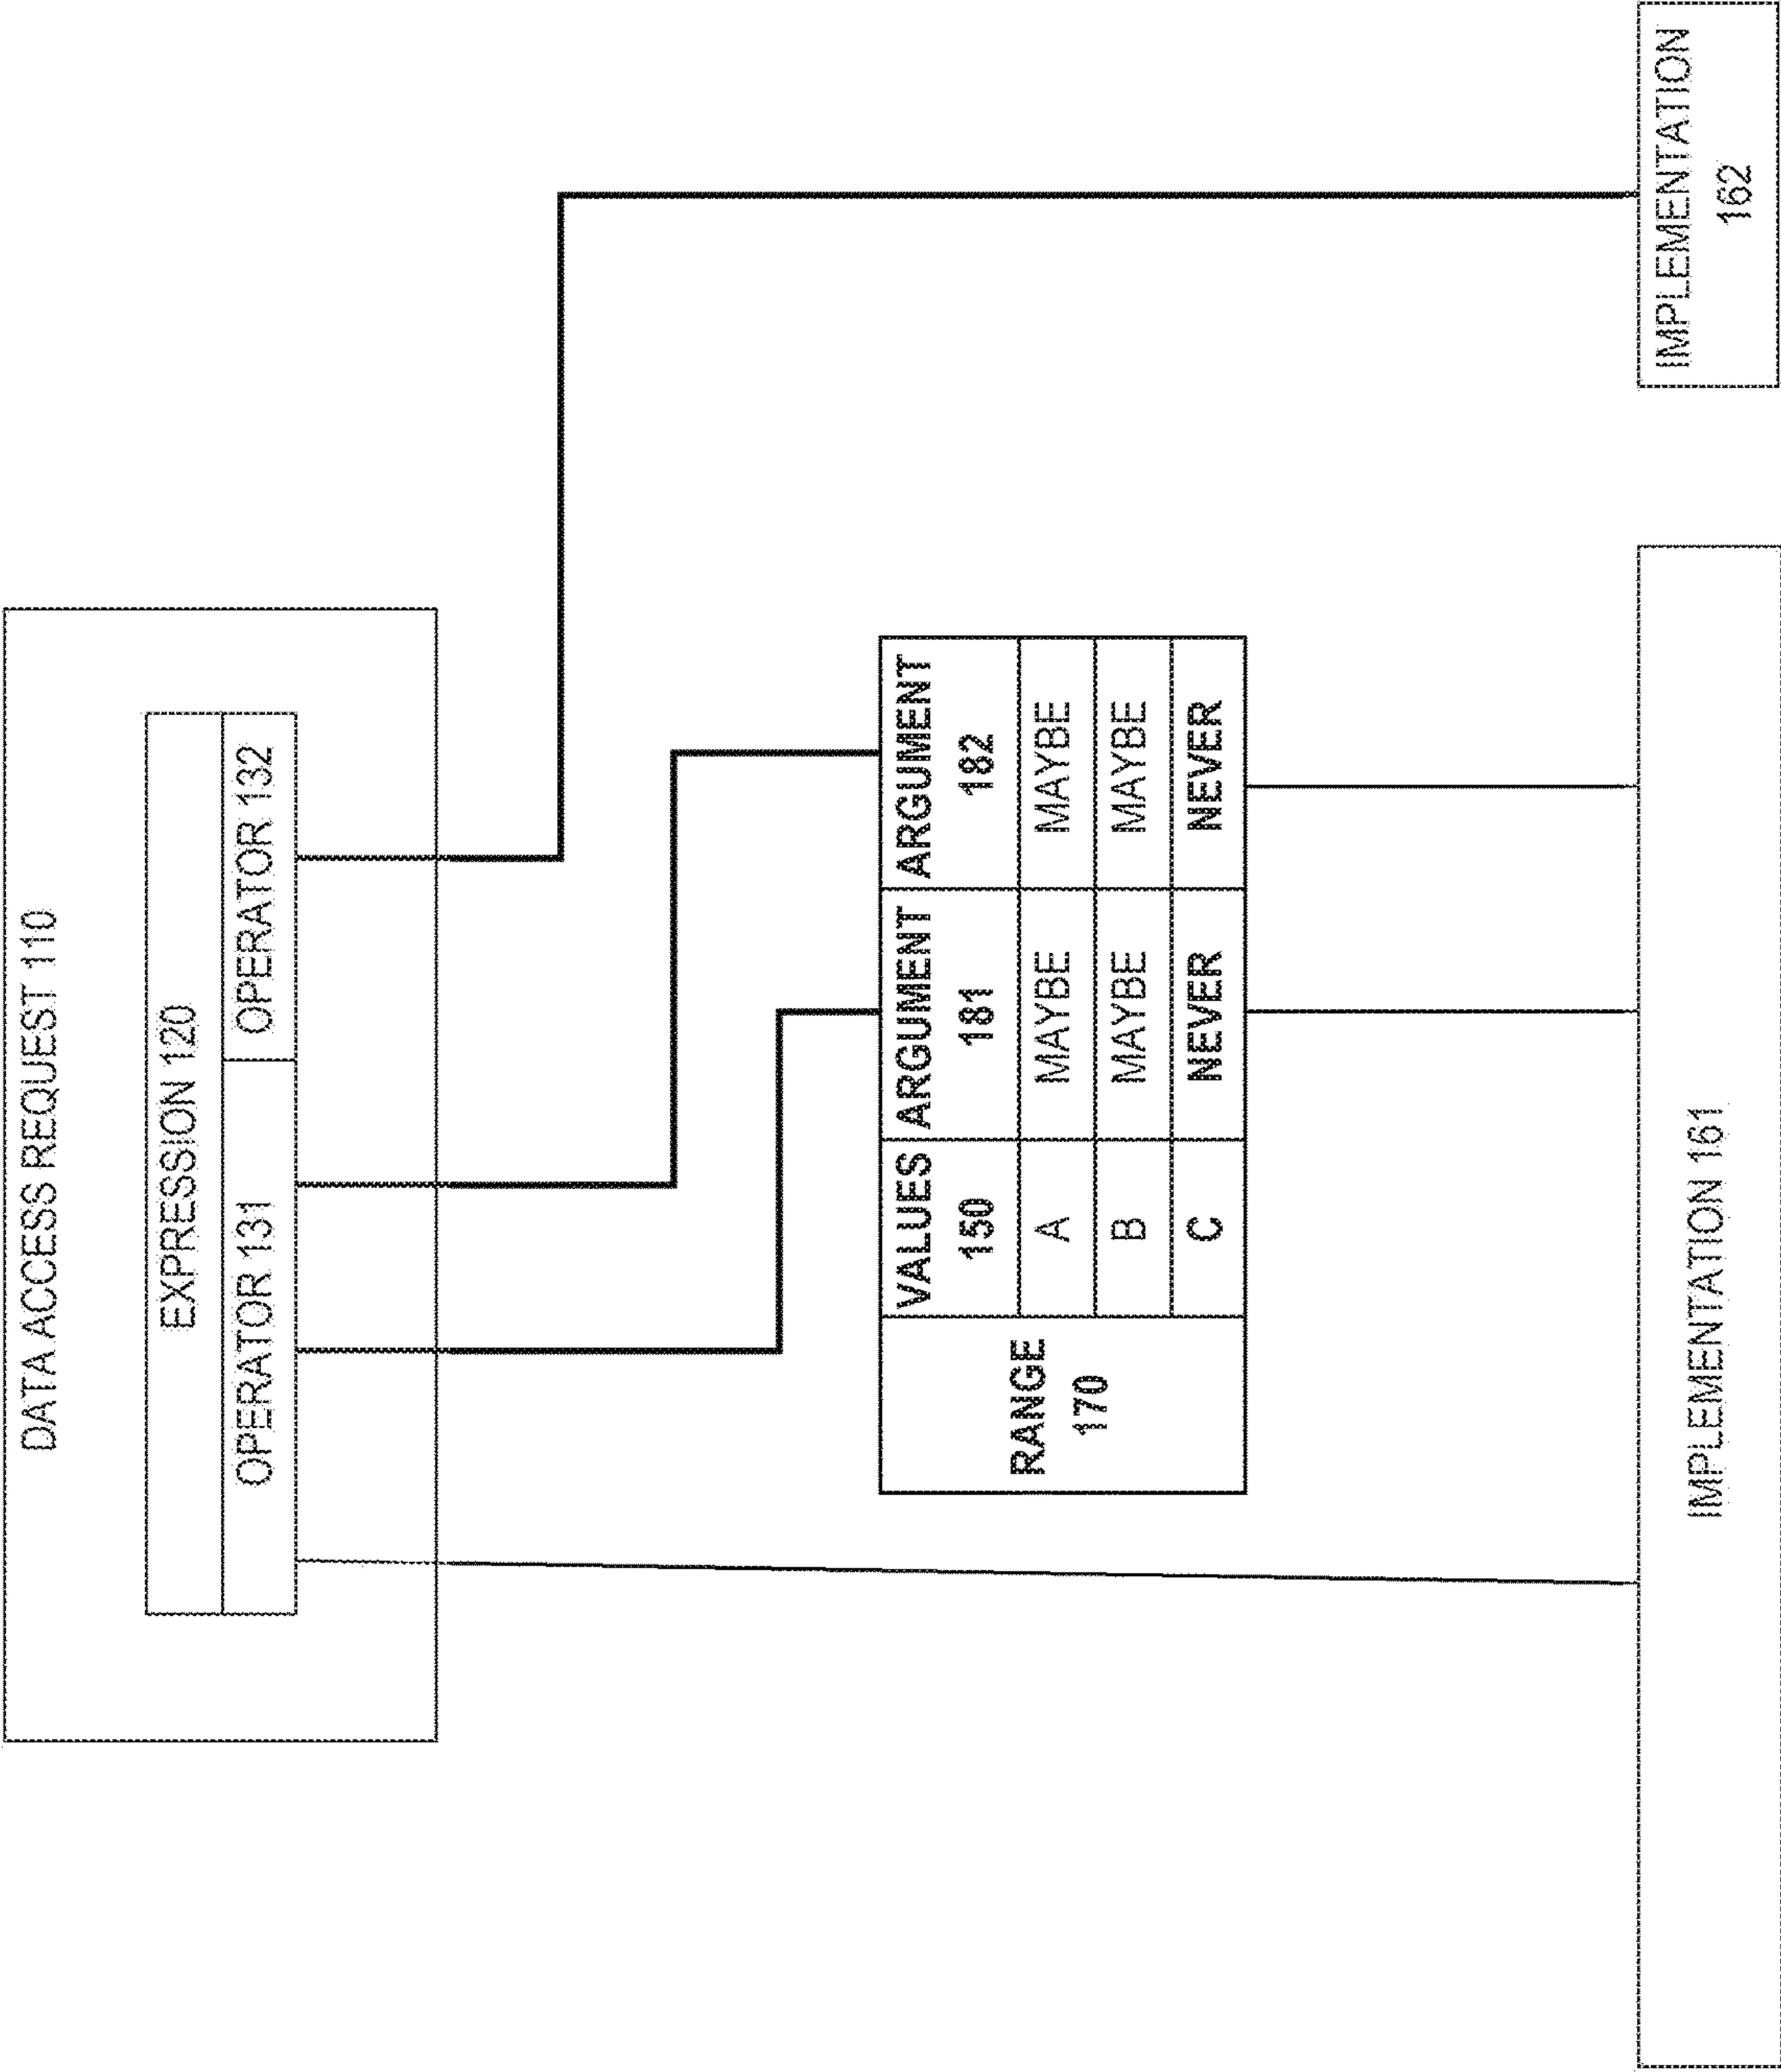 DATA ACCESS REQUEST 110
EXPRESSION 120
OPERATOR 131
OPERATOR 132
RANGE
170
VALUES
150
ARGUMENT
181
ARGUMENT
182
A
MAYBE
MAYBE
B
MAYBE
MAYBE
C
NEVER
NEVER
IMPLEMENTATION 161
IMPLEMENTATION
162